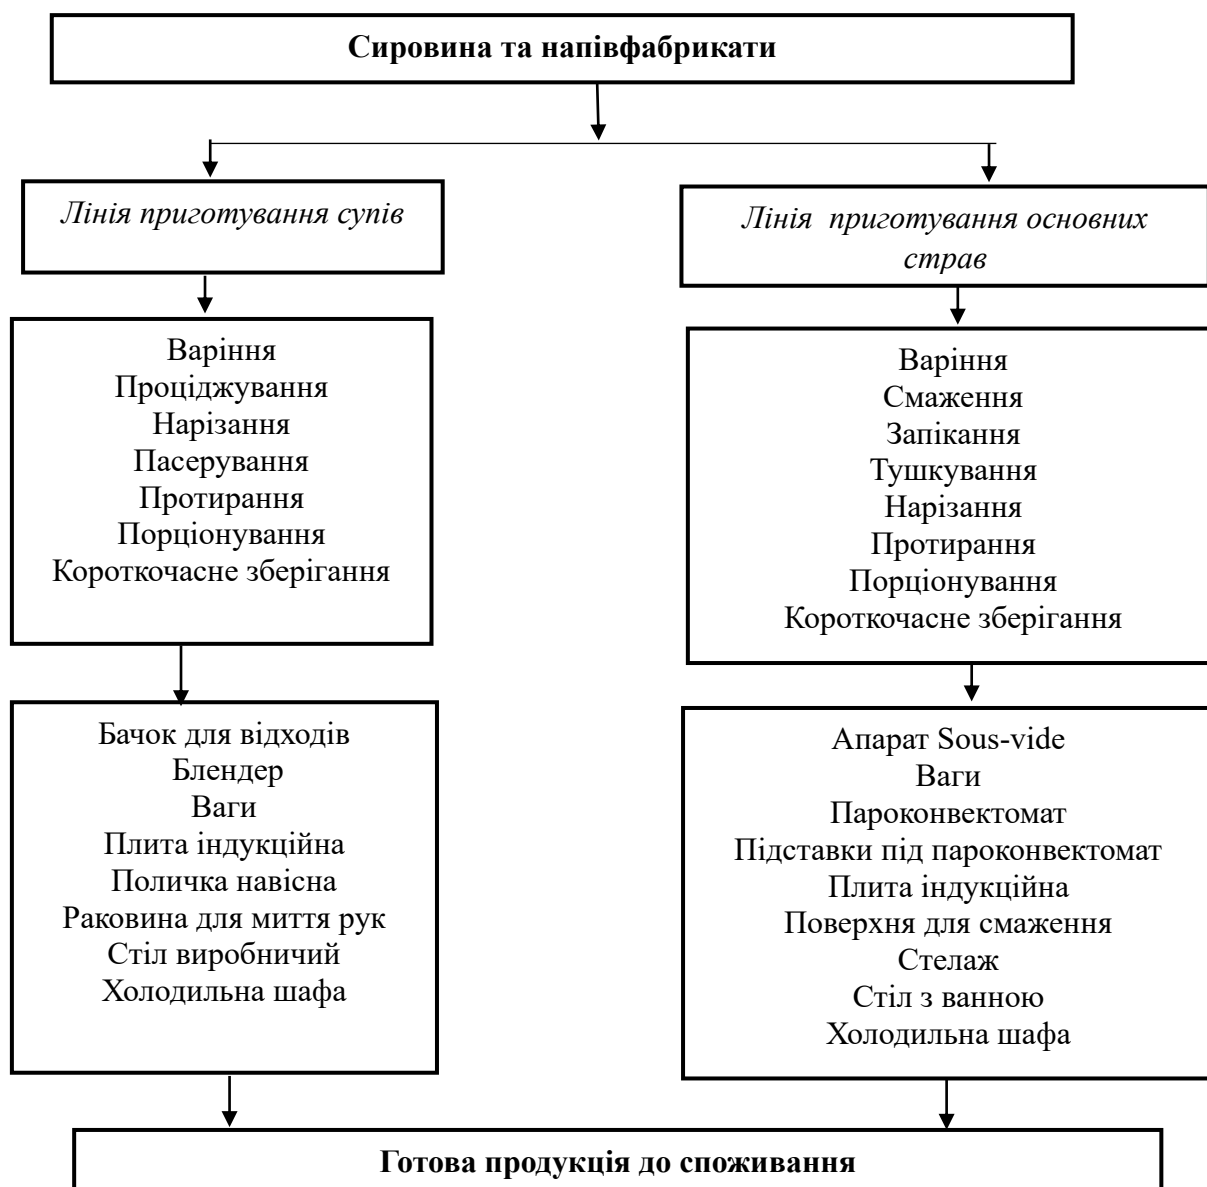 Сировина та напівфабрикати
Лінія приготування супів
Варіння
Проціджування
Нарізання
Пасерування
Протирання
Порціонування
Короткочасне зберігання
Бачок для відходів
Блендер
Ваги
Плита індукційна
Поличка навісна
Раковина для миття рук
Стіл виробничий
Холодильна шафа
Лінія приготування основних
страв
Варіння
Смаження
Запікання
Тушкування
Нарізання
Протирання
Порціонування
Короткочасне зберігання
Апарат Sous-vide
Ваги
Пароконвектомат
Підставки під пароконвектомат
Плита індукційна
Поверхня для смаження
Стелаж
Стіл з ванною
Холодильна шафа
Готова продукція до споживання